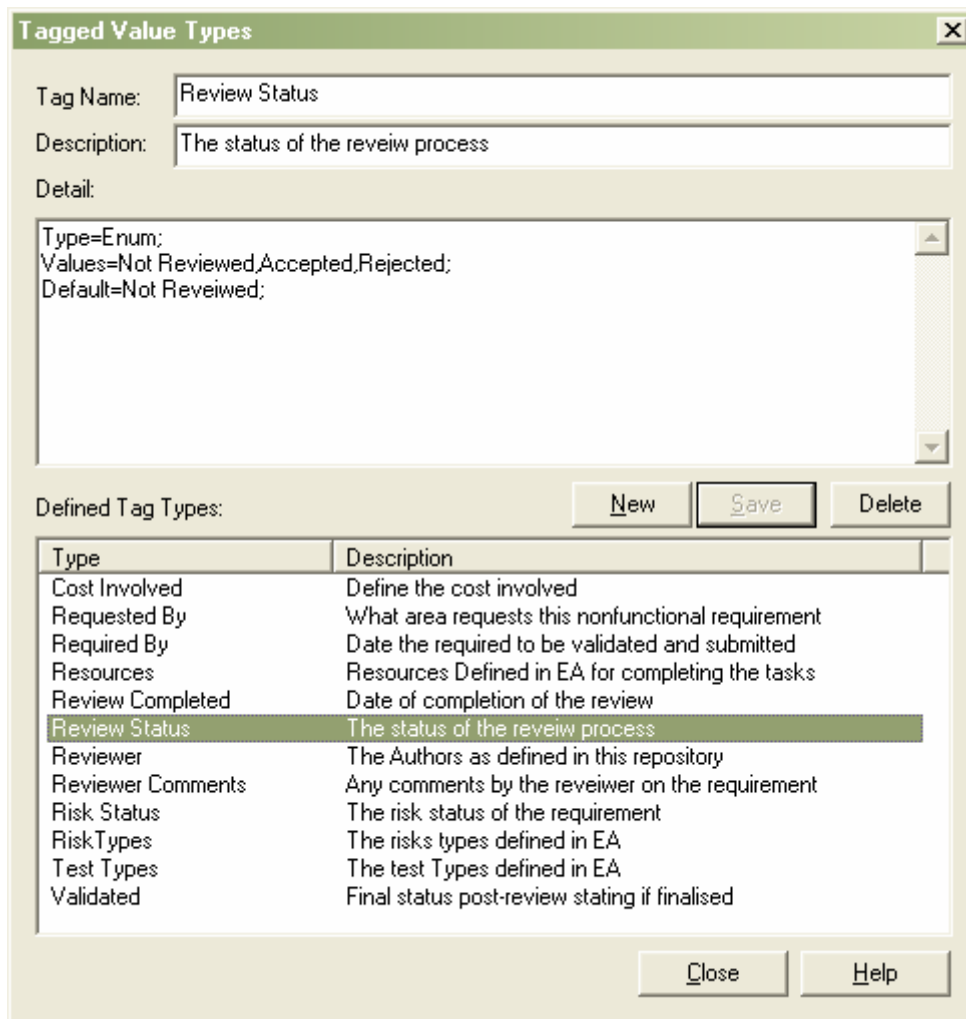 Tagged Value Types
Tag Name: Review Status
Description: The status of the reveiw process
Detail:
Type=Enum;
Values=Not Reviewed,Accepted,Rejected;
Default=Not Reveiwed;
Defined Tag Types: New Save Delete
Type Description
Cost Involved Define the cost involved
Requested By What area requests this nonfunctional requirement
Required By Date the required to be validated and submitted
Resources Resources Defined in EA for completing the tasks
Review Completed Date of completion of the review
Review Status The status of the reveiw process
Reviewer The Authors as defined in this repository
Reviewer Comments Any comments by the reveiwer on the requirement
Risk Status The risk status of the requirement
RiskTypes The risks types defined in EA
Test Types The test Types defined in EA
Validated Final status post-review stating if finalised
Close Help